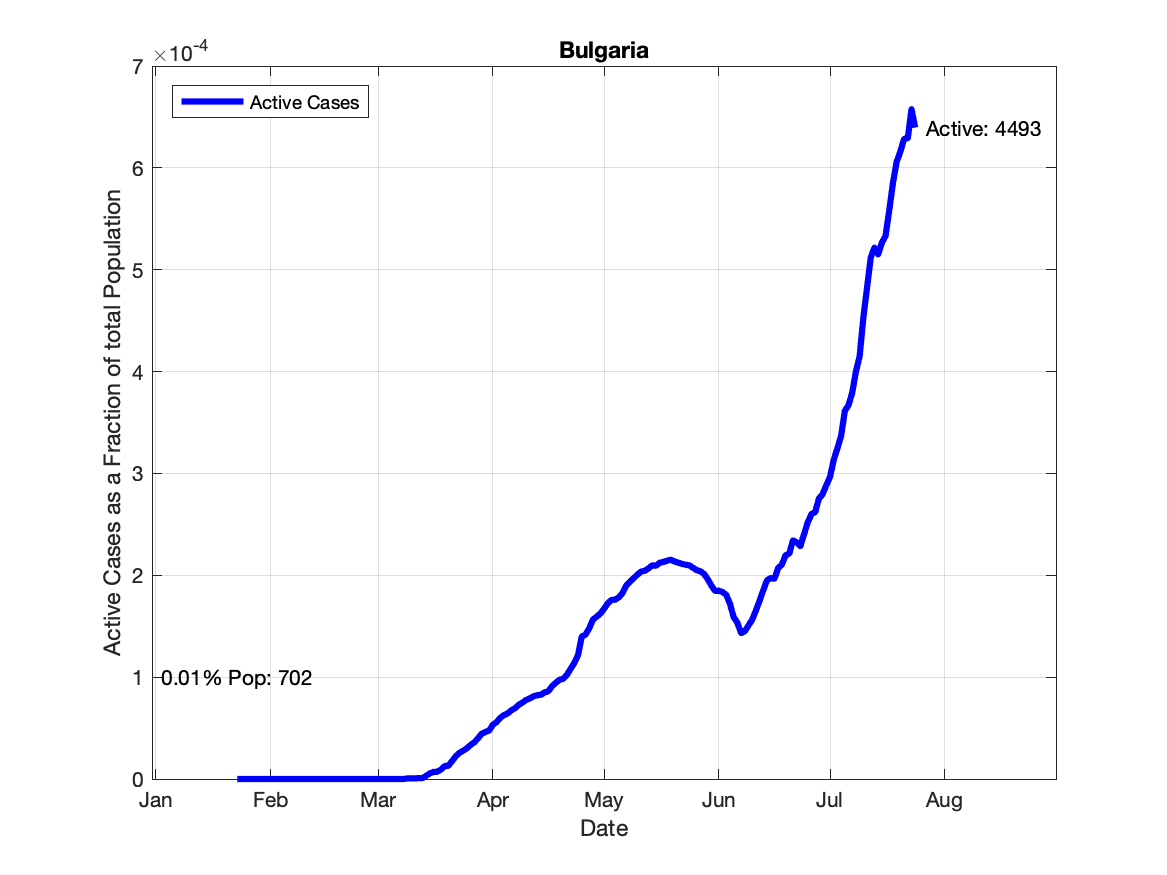 Bulgaria
×10^-4
Active Cases
Active: 4493
0.01% Pop: 702
7
6
5
4
3
2
1
0
Active Cases as a Fraction of total Population
Jan Feb Mar Apr May Jun Jul Aug
Date